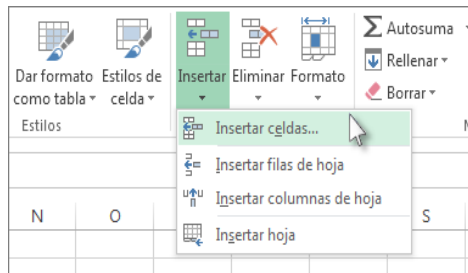 Dar formato como tabla
Estilos de celda
Insertar
Eliminar
Formato
Autosuma
Rellenar
Borrar
Estilos
Insertar celdas...
Insertar filas de hoja
Insertar columnas de hoja
Insertar hoja
N
O
S